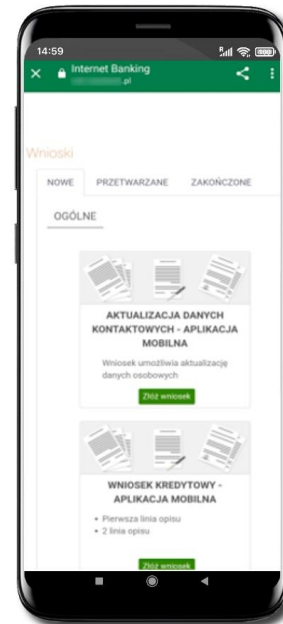 14:59
Internet Banking
.pl
Wnioski
NOWE PRZETWARZANE ZAKOŃCZONE
OGÓLNE
AKTUALIZACJA DANYCH
KONTAKTOWYCH - APLIKACJA
MOBILNA
Wniosek umożliwia aktualizację
danych osobowych
Złóż wniosek
WNIOSEK KREDYTOWY -
APLIKACJA MOBILNA
• Pierwsza linia opisu
• 2 linia opisu
Złóż wniosek